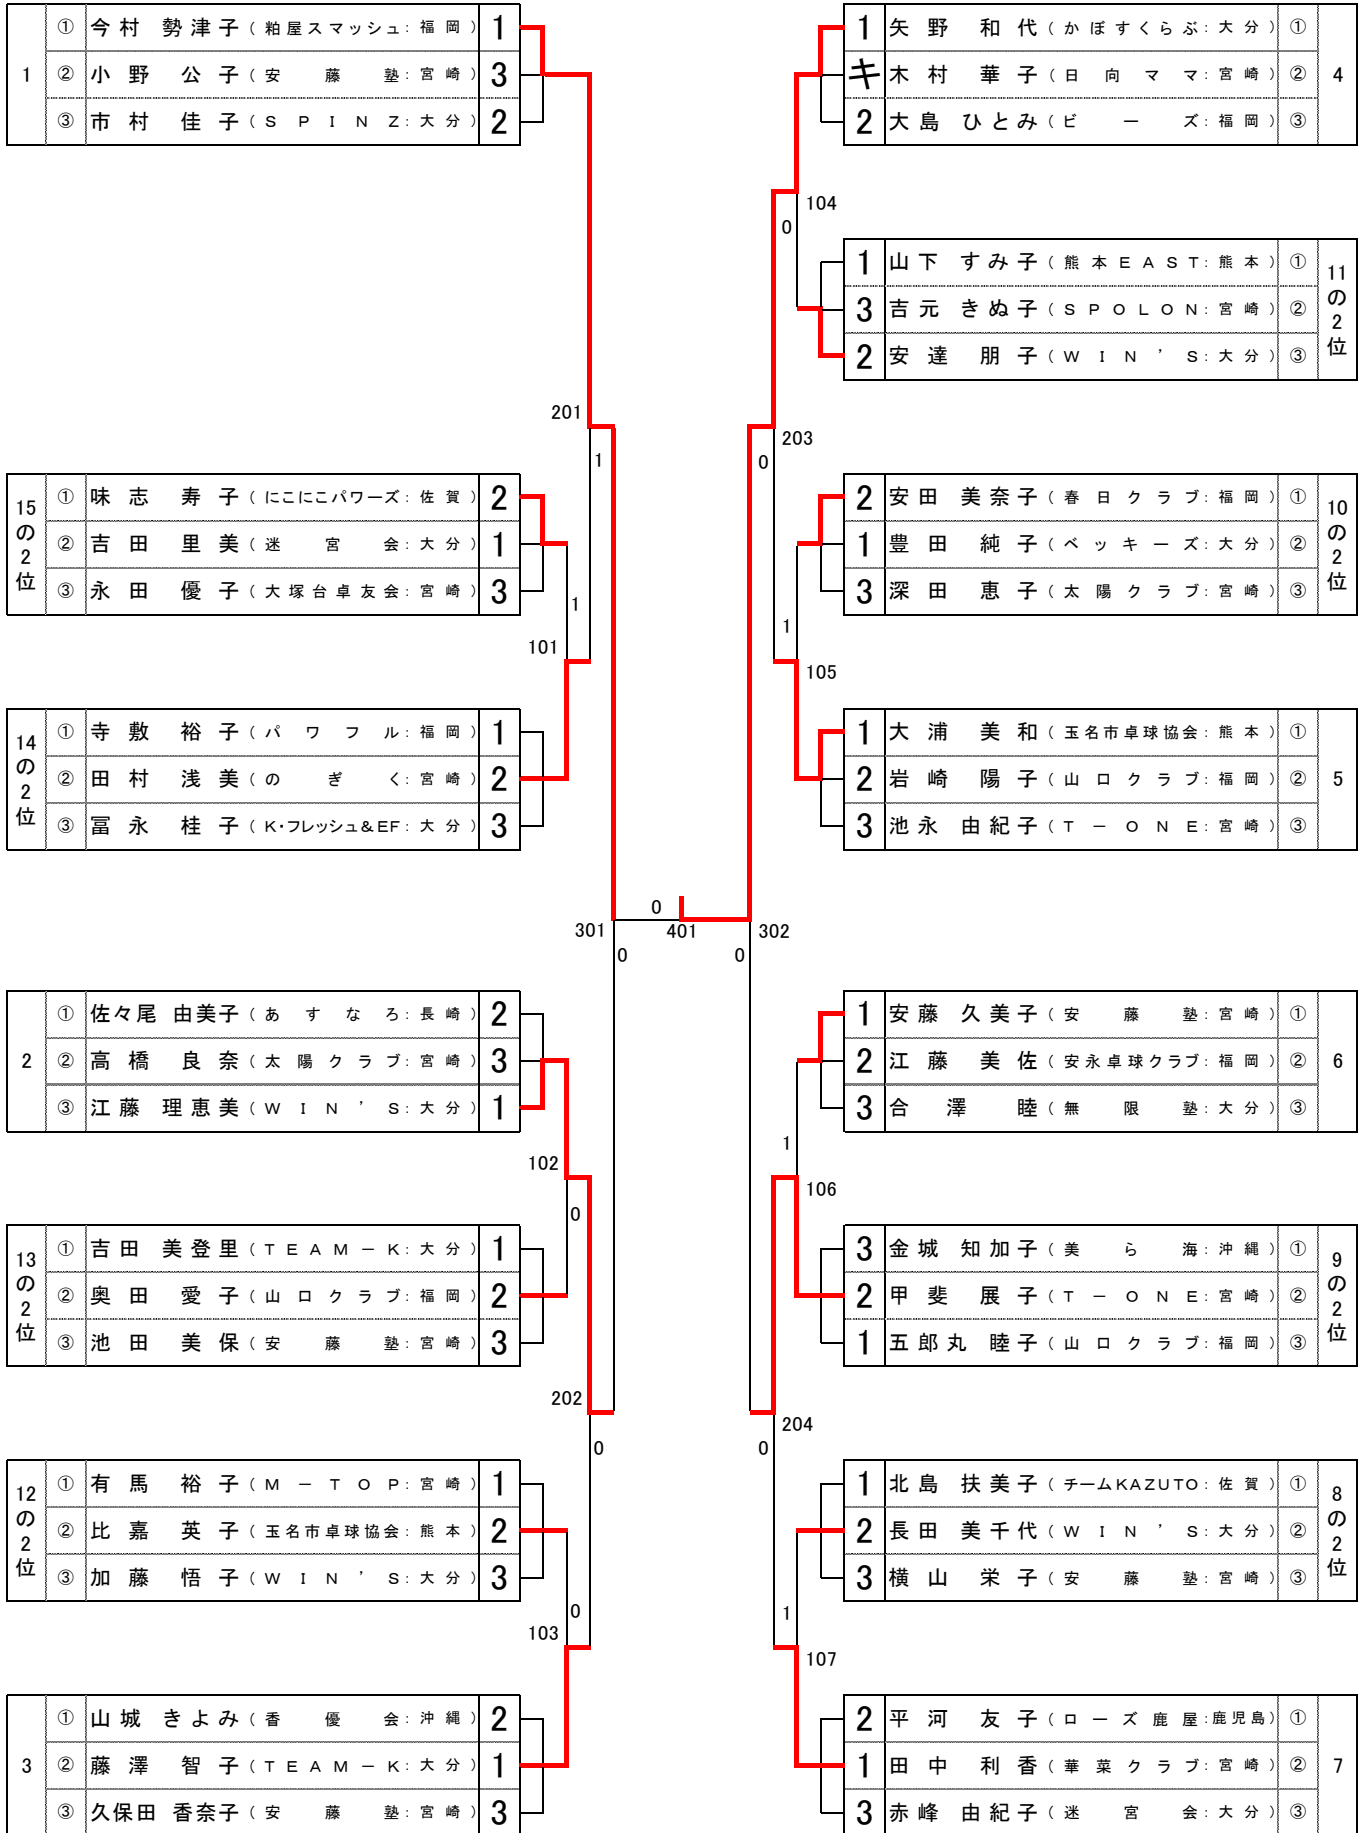 1
① 今村 勢津子 (粕屋スマッシュ:福岡) 1
② 小野 公子 (安藤塾:宮崎) 3
③ 市村 佳子 (SPINZ:大分) 2
201
1
15の2位
① 味志 寿子 (にこにこパワーズ:佐賀) 2
② 吉田 里美 (迷宮会:大分) 1
③ 永田 優子 (大塚台卓友会:宮崎) 3
1
101
14の2位
① 寺敷 裕子 (パワフル:福岡) 1
② 田村 浅美 (のぎく:宮崎) 2
③ 冨永 桂子 (K・フレッシュ&EF:大分) 3
301
0
2
① 佐々尾 由美子 (あすなろ:長崎) 2
② 高橋 良奈 (太陽クラブ:宮崎) 3
③ 江藤 理恵美 (WIN'S:大分) 1
102
0
13の2位
① 吉田 美登里 (TEAM-K:大分) 1
② 奥田 愛子 (山口クラブ:福岡) 2
③ 池田 美保 (安藤塾:宮崎) 3
202
0
12の2位
① 有馬 裕子 (M-TOP:宮崎) 1
② 比嘉 英子 (玉名市卓球協会:熊本) 2
③ 加藤 悟子 (WIN'S:大分) 3
0
103
3
① 山城 きよみ (香優会:沖縄) 2
② 藤澤 智子 (TEAM-K:大分) 1
③ 久保田 香奈子 (安藤塾:宮崎) 3
0
401
1 矢野 和代 (かぼすくらぶ:大分) ①
キ 木村 華子 (日向ママ:宮崎) ②
2 大島 ひとみ (ビーズ:福岡) ③
4
104
0
1 山下 すみ子 (熊本EAST:熊本) ①
3 吉元 きぬ子 (SPOLON:宮崎) ②
2 安達 朋子 (WIN'S:大分) ③
11の2位
203
0
2 安田 美奈子 (春日クラブ:福岡) ①
1 豊田 純子 (ベッキーズ:大分) ②
3 深田 恵子 (太陽クラブ:宮崎) ③
10の2位
1
105
1 大浦 美和 (玉名市卓球協会:熊本) ①
2 岩崎 陽子 (山口クラブ:福岡) ②
3 池永 由紀子 (T-ONE:宮崎) ③
5
302
0
1 安藤 久美子 (安藤塾:宮崎) ①
2 江藤 美佐 (安永卓球クラブ:福岡) ②
3 合澤 睦 (無限塾:大分) ③
6
1
106
3 金城 知加子 (美ら海:沖縄) ①
2 甲斐 展子 (T-ONE:宮崎) ②
1 五郎丸 睦子 (山口クラブ:福岡) ③
9の2位
204
0
1 北島 扶美子 (チームKAZUTO:佐賀) ①
2 長田 美千代 (WIN'S:大分) ②
3 横山 栄子 (安藤塾:宮崎) ③
8の2位
1
107
2 平河 友子 (ローズ鹿屋:鹿児島) ①
1 田中 利香 (華菜クラブ:宮崎) ②
3 赤峰 由紀子 (迷宮会:大分) ③
7